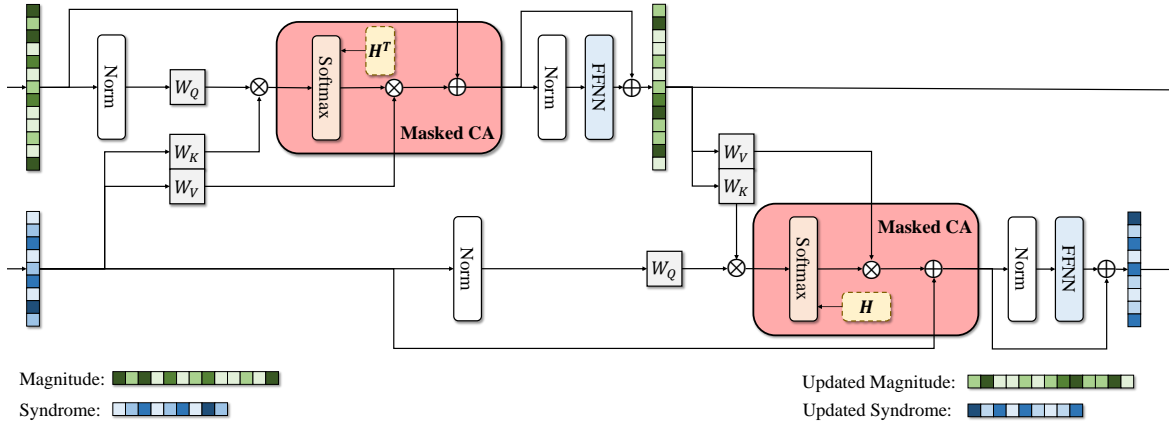 Norm
W_Q
W_K
W_V
Softmax
H^T
Masked CA
Norm
FFNN
W_V
W_K
Norm
W_Q
Softmax
H
Masked CA
Norm
FFNN
Magnitude:
Syndrome:
Updated Magnitude:
Updated Syndrome: